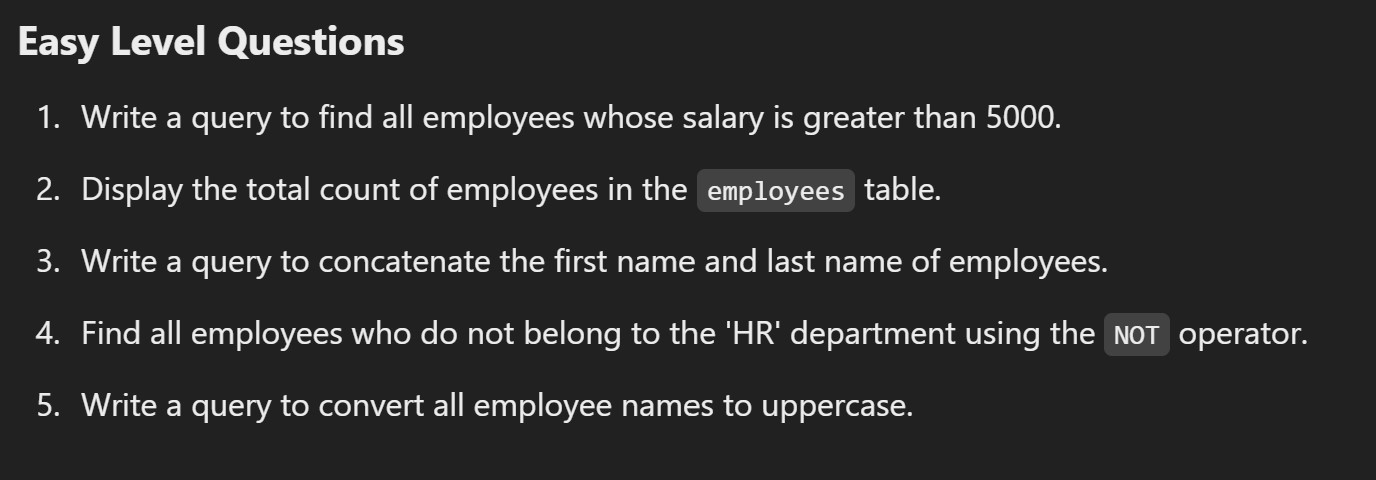 Easy Level Questions
1. Write a query to find all employees whose salary is greater than 5000.
2. Display the total count of employees in the employees table.
3. Write a query to concatenate the first name and last name of employees.
4. Find all employees who do not belong to the 'HR' department using the NOT operator.
5. Write a query to convert all employee names to uppercase.